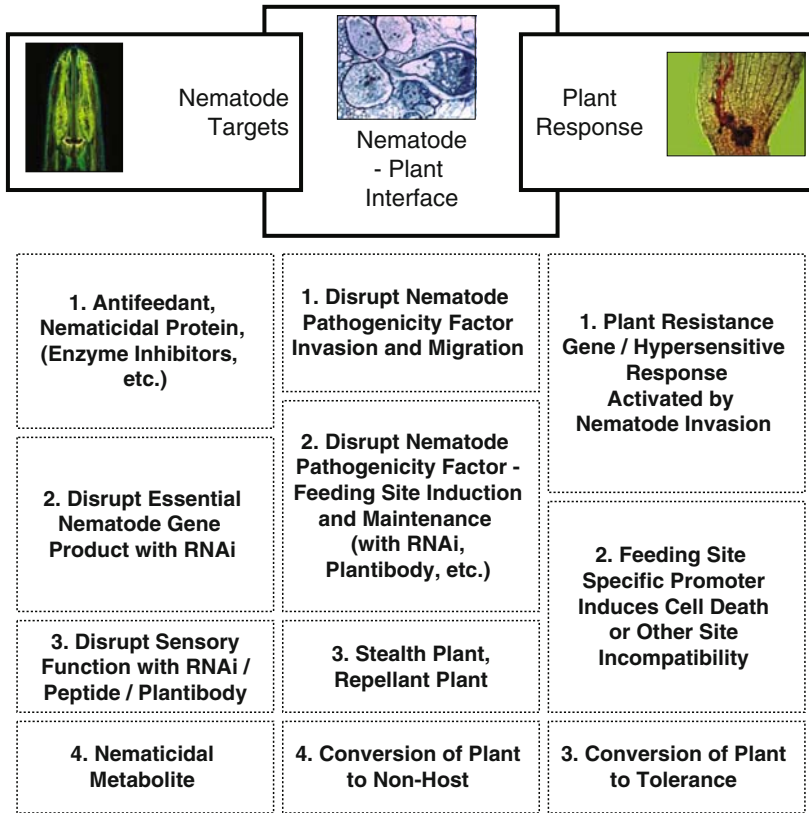 Nematode
Targets
Nematode
- Plant
Interface
Plant
Response
1. Antifeedant,
Nematicidal Protein,
(Enzyme Inhibitors,
etc.)
2. Disrupt Essential
Nematode Gene
Product with RNAi
3. Disrupt Sensory
Function with RNAi /
Peptide / Plantibody
4. Nematicidal
Metabolite
1. Disrupt Nematode
Pathogenicity Factor
Invasion and Migration
2. Disrupt Nematode
Pathogenicity Factor -
Feeding Site Induction
and Maintenance
(with RNAi,
Plantibody, etc.)
3. Stealth Plant,
Repellant Plant
4. Conversion of Plant
to Non-Host
1. Plant Resistance
Gene / Hypersensitive
Response
Activated by
Nematode Invasion
2. Feeding Site
Specific Promoter
Induces Cell Death
or Other Site
Incompatibility
3. Conversion of Plant
to Tolerance